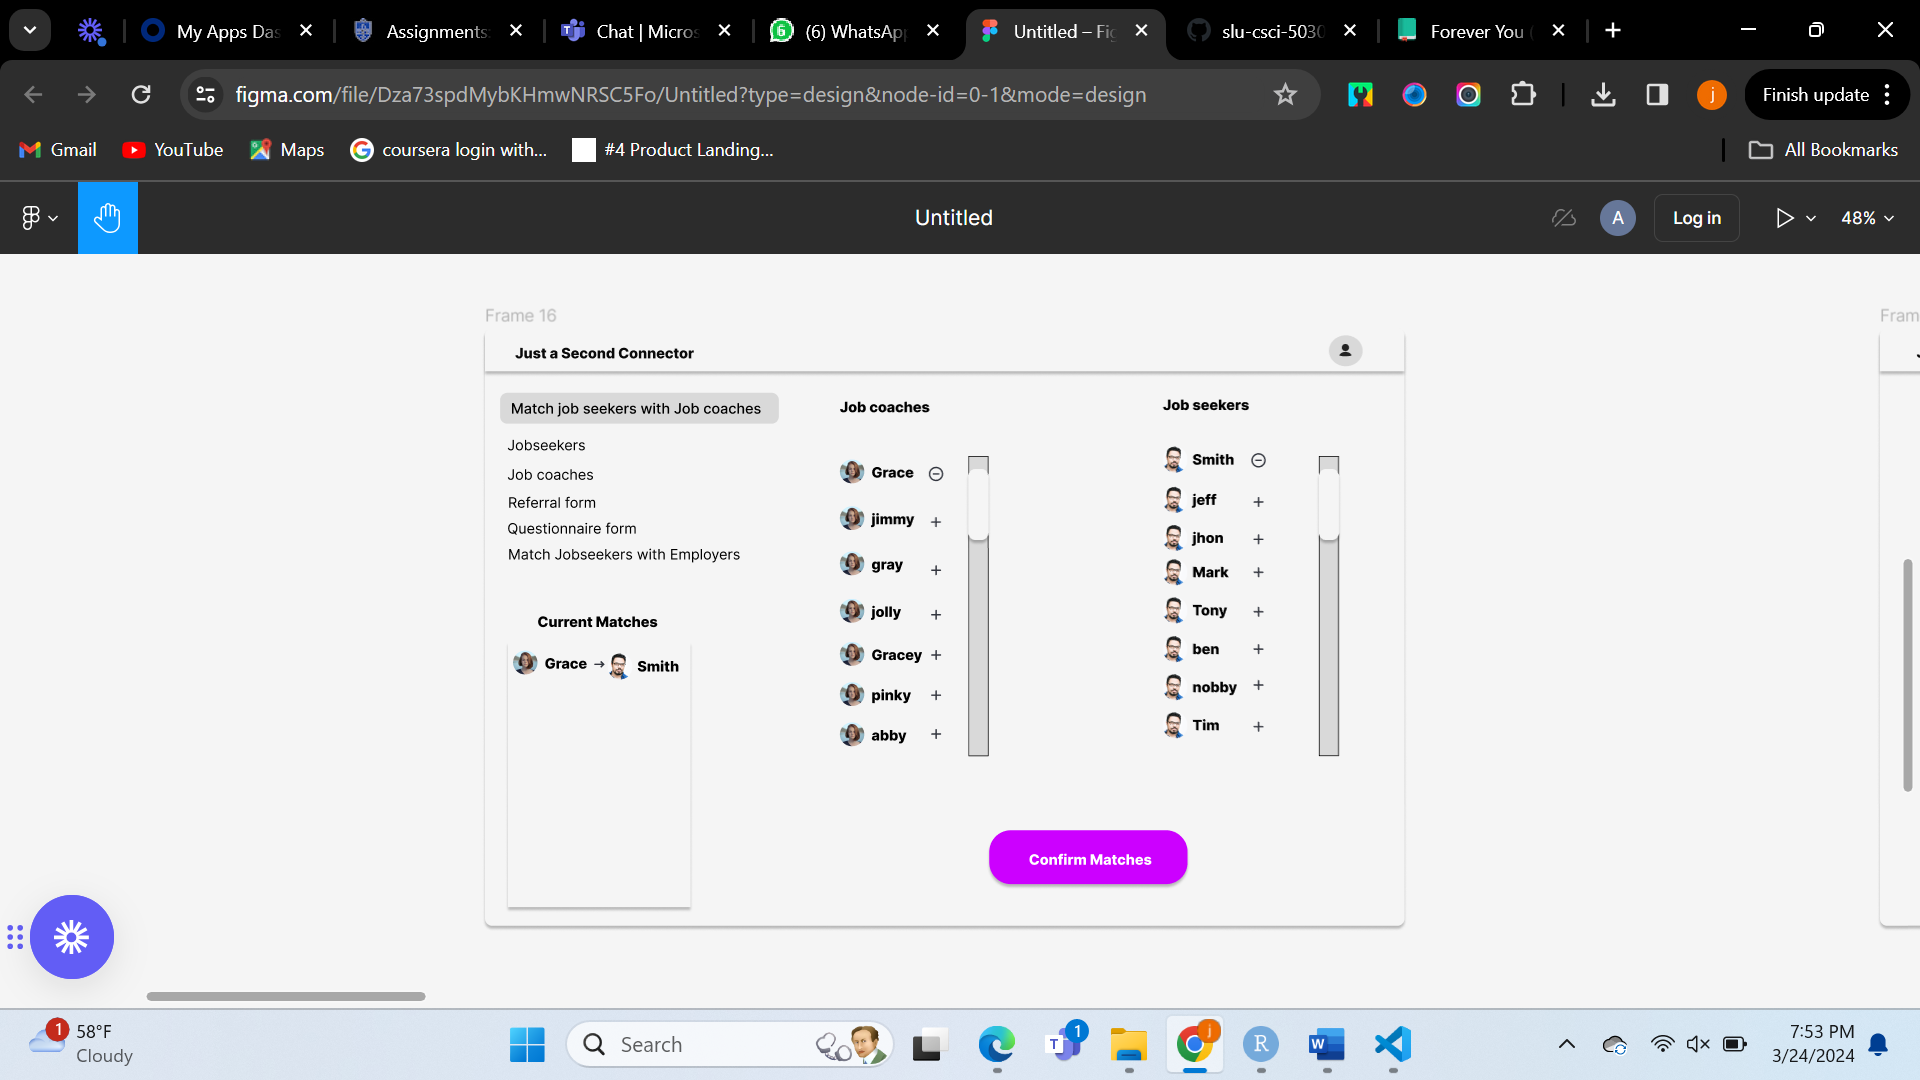 My Apps Das
Assignments:
Chat | Micros
(6) WhatsApp
Untitled – Fig
slu-csci-5030
Forever You (
figma.com/file/Dza73spdMybKHmwNRSC5Fo/Untitled?type=design&node-id=0-1&mode=design
j
Finish update
Gmail
YouTube
Maps
coursera login with...
#4 Product Landing...
All Bookmarks
Untitled
A
Log in
48%
Frame 16
Fram
Just a Second Connector
Match job seekers with Job coaches
Jobseekers
Job coaches
Referral form
Questionnaire form
Match Jobseekers with Employers
Current Matches
Grace → Smith
Job coaches
Grace
jimmy +
gray +
jolly +
Gracey +
pinky +
abby +
Job seekers
Smith
jeff +
jhon +
Mark +
Tony +
ben +
nobby +
Tim +
Confirm Matches
1
58°F
Cloudy
Search
1
j
7:53 PM
3/24/2024